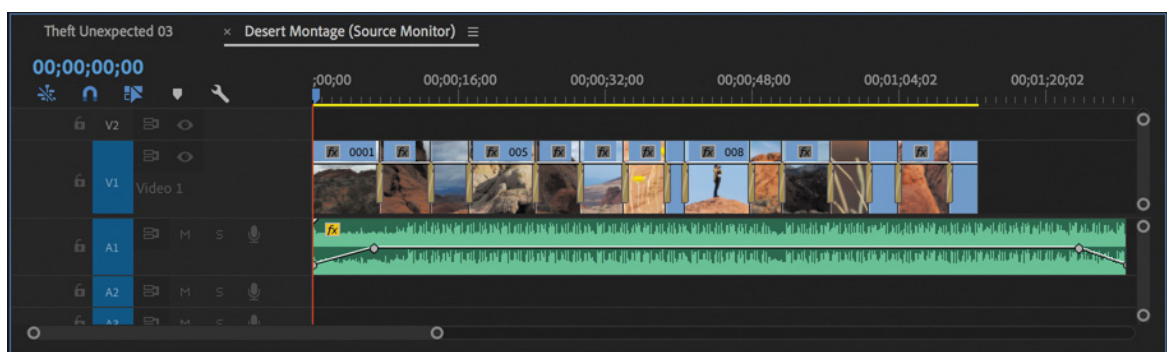 Theft Unexpected 03 × Desert Montage (Source Monitor)
00;00;00;00
;00;00 00;00;16;00 00;00;32;00 00;00;48;00 00;01;04;02 00;01;20;02
V2
fx 0001 fx fx 005 fx fx fx fx 008 fx fx
V1 Video 1
fx
A1 M S
A2 M S
A3 M S